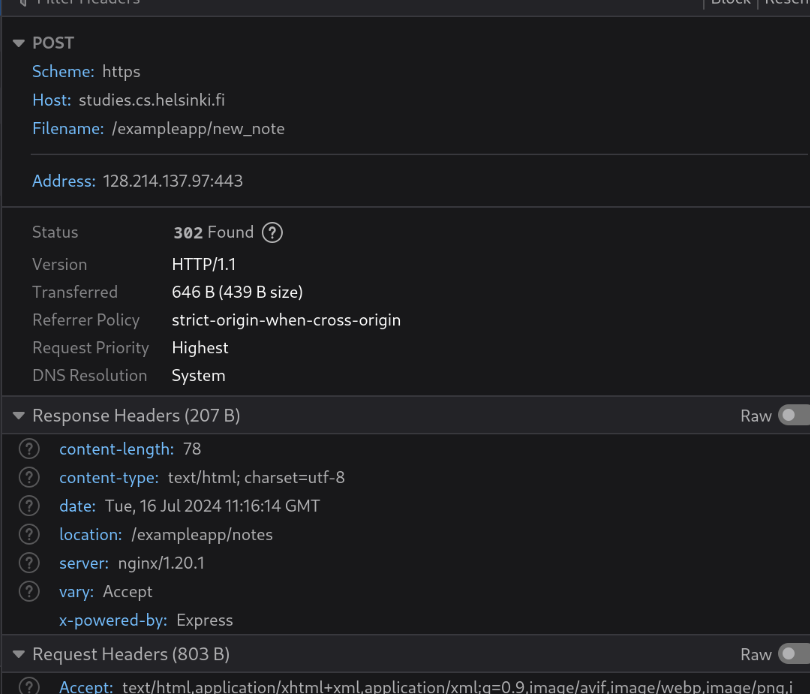 Filter Headers Block Resen
POST
Scheme: https
Host: studies.cs.helsinki.fi
Filename: /exampleapp/new_note
Address: 128.214.137.97:443
Status 302 Found ?
Version HTTP/1.1
Transferred 646 B (439 B size)
Referrer Policy strict-origin-when-cross-origin
Request Priority Highest
DNS Resolution System
Response Headers (207 B) Raw
? content-length: 78
? content-type: text/html; charset=utf-8
? date: Tue, 16 Jul 2024 11:16:14 GMT
? location: /exampleapp/notes
? server: nginx/1.20.1
? vary: Accept
x-powered-by: Express
Request Headers (803 B) Raw
? Accept: text/html,application/xhtml+xml,application/xml;q=0.9,image/avif,image/webp,image/png,i